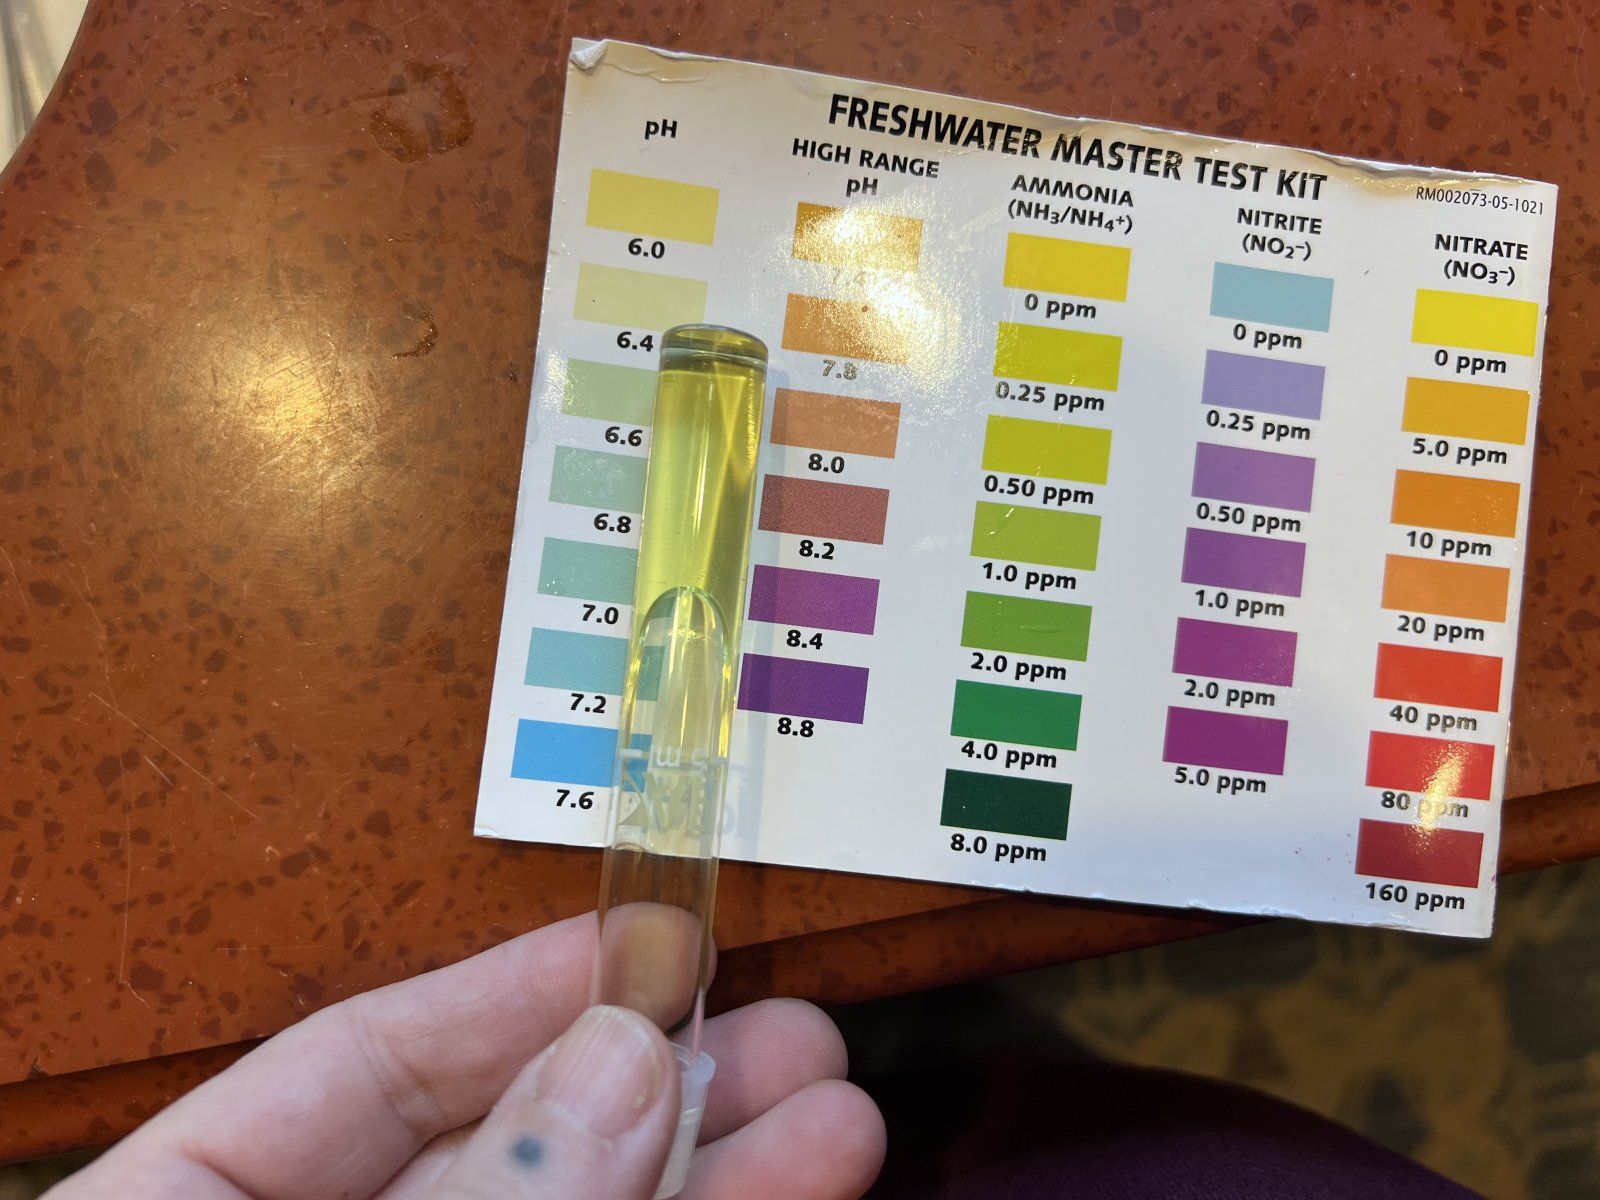 FRESHWATER MASTER TEST KIT
RM002073-05-1021
pH
6.0
6.4
6.6
6.8
7.0
7.2
7.6
HIGH RANGE
pH
7.4
7.8
8.0
8.2
8.4
8.8
AMMONIA
(NH₃/NH₄⁺)
0 ppm
0.25 ppm
0.50 ppm
1.0 ppm
2.0 ppm
4.0 ppm
8.0 ppm
NITRITE
(NO₂⁻)
0 ppm
0.25 ppm
0.50 ppm
1.0 ppm
2.0 ppm
5.0 ppm
NITRATE
(NO₃⁻)
0 ppm
5.0 ppm
10 ppm
20 ppm
40 ppm
80 ppm
160 ppm
5 ml